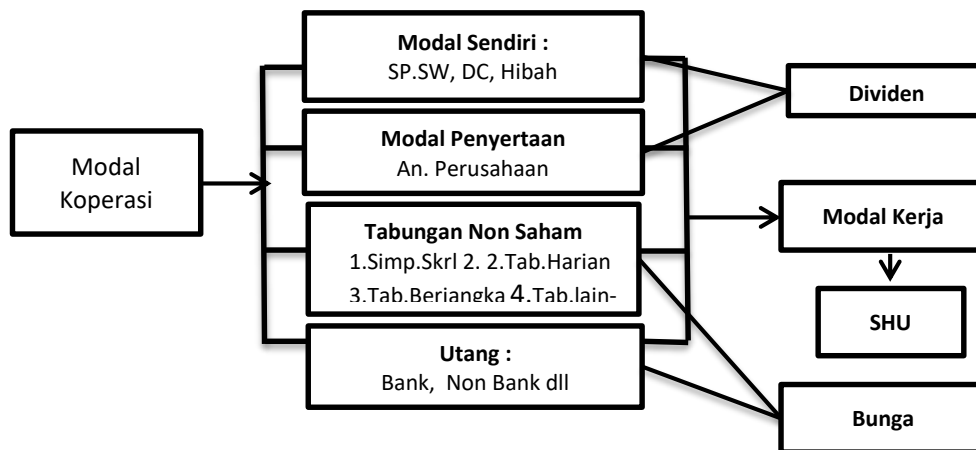 Modal
Koperasi
Modal Sendiri :
SP.SW, DC, Hibah
Modal Penyertaan
An. Perusahaan
Tabungan Non Saham
1.Simp.Skrl 2. 2.Tab.Harian
3.Tab.Berjangka 4.Tab.lain-
Utang :
Bank, Non Bank dll
Dividen
Modal Kerja
SHU
Bunga